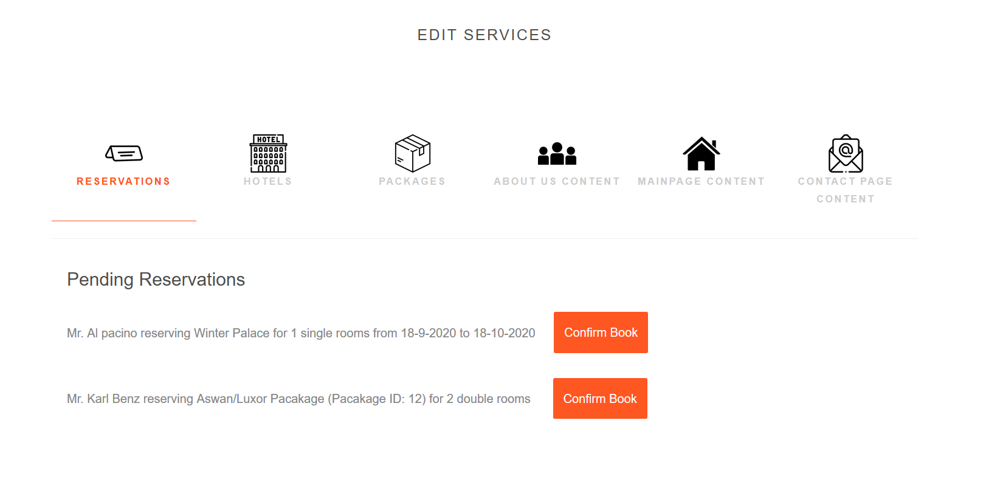 EDIT SERVICES
HOTEL
RESERVATIONS
HOTELS
PACKAGES
ABOUT US CONTENT
MAINPAGE CONTENT
CONTACT PAGE
CONTENT
Pending Reservations
Mr. Al pacino reserving Winter Palace for 1 single rooms from 18-9-2020 to 18-10-2020
Confirm Book
Mr. Karl Benz reserving Aswan/Luxor Pacakage (Pacakage ID: 12) for 2 double rooms
Confirm Book